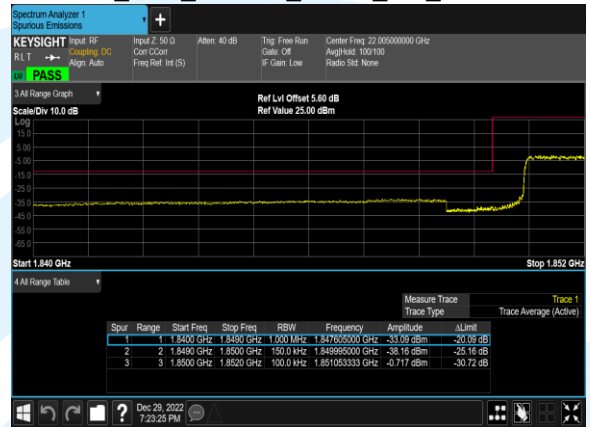 Spectrum Analyzer 1
Spurious Emissions
+
KEYSIGHT Input: RF Input Z: 50 Ω Atten: 40 dB Trig: Free Run Center Freq: 22.005000000 GHz
RLT Coupling: DC Corr CCorr Gate: Off Avg|Hold: 100/100
Align: Auto Freq Ref: Int (S) IF Gain: Low Radio Std: None
PASS
3 All Range Graph Ref Lvl Offset 5.60 dB
Scale/Div 10.0 dB Ref Value 25.00 dBm
Log
15.0
5.00
-5.00
-15.0
-25.0
-35.0
-45.0
-55.0
-65.0
Start 1.840 GHz Stop 1.852 GHz
4 All Range Table
Measure Trace Trace 1
Trace Type Trace Average (Active)
Spur Range Start Freq Stop Freq RBW Frequency Amplitude ΔLimit
1 1 1.8400 GHz 1.8490 GHz 1.000 MHz 1.847605000 GHz -33.09 dBm -20.09 dB
2 2 1.8490 GHz 1.8500 GHz 150.0 kHz 1.849995000 GHz -38.16 dBm -25.16 dB
3 3 1.8500 GHz 1.8520 GHz 100.0 kHz 1.851053333 GHz -0.717 dBm -30.72 dB
? Dec 29, 2022
7:23:25 PM